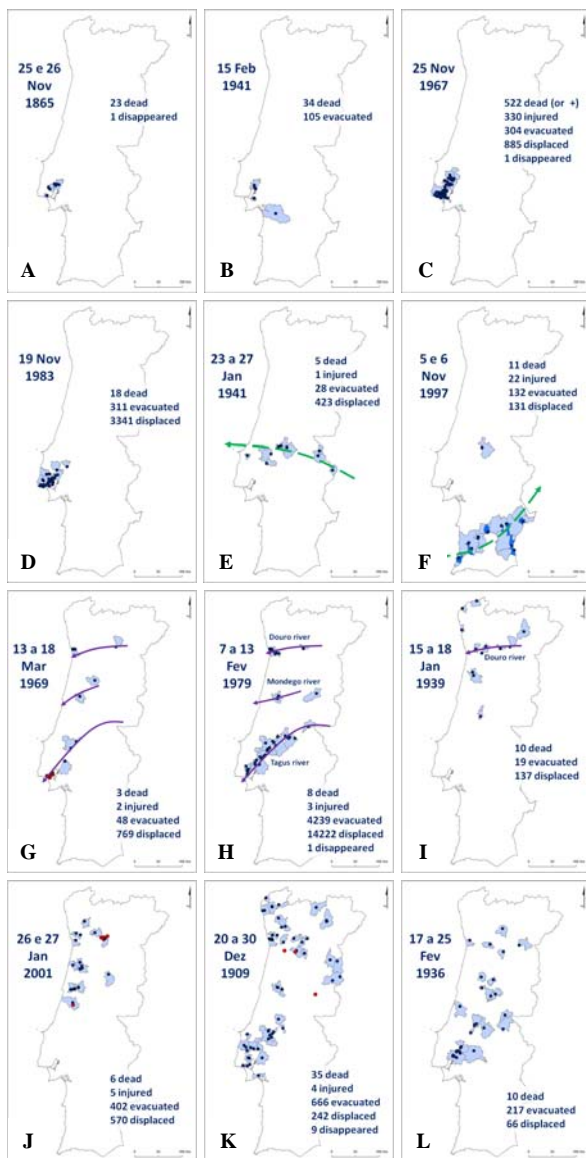 25 e 26
Nov
1865
23 dead
1 disappeared
A
15 Feb
1941
34 dead
105 evacuated
B
25 Nov
1967
522 dead (or +)
330 injured
304 evacuated
885 displaced
1 disappeared
C
19 Nov
1983
18 dead
311 evacuated
3341 displaced
D
23 a 27
Jan
1941
5 dead
1 injured
28 evacuated
423 displaced
E
5 e 6
Nov
1997
11 dead
22 injured
132 evacuated
131 displaced
F
13 a 18
Mar
1969
3 dead
2 injured
48 evacuated
769 displaced
G
7 a 13
Fev
1979
Douro river
Mondego river
Tagus river
8 dead
3 injured
4239 evacuated
14222 displaced
1 disappeared
H
15 a 18
Jan
1939
Douro river
10 dead
19 evacuated
137 displaced
I
26 e 27
Jan
2001
6 dead
5 injured
402 evacuated
570 displaced
J
20 a 30
Dez
1909
35 dead
4 injured
666 evacuated
242 displaced
9 disappeared
K
17 a 25
Fev
1936
10 dead
217 evacuated
66 displaced
L